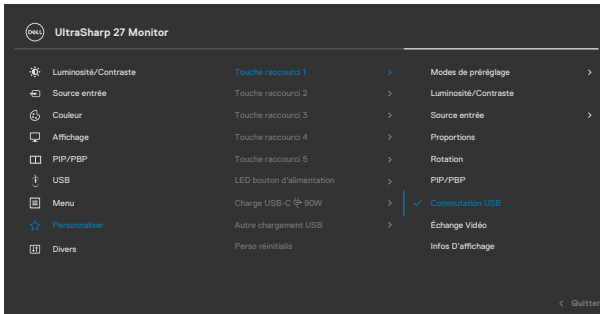 DELL UltraSharp 27 Monitor
Luminosité/Contraste Touche raccourci 1 Modes de préréglage
Source entrée Touche raccourci 2 Luminosité/Contraste
Couleur Touche raccourci 3 Source entrée
Affichage Touche raccourci 4 Proportions
PIP/PBP Touche raccourci 5 Rotation
USB LED bouton d'alimentation PIP/PBP
Menu Charge USB-C 90W Commutation USB
Personnaliser Autre chargement USB Échange Vidéo
Divers Perso réinitialis Infos D'affichage
Quitter